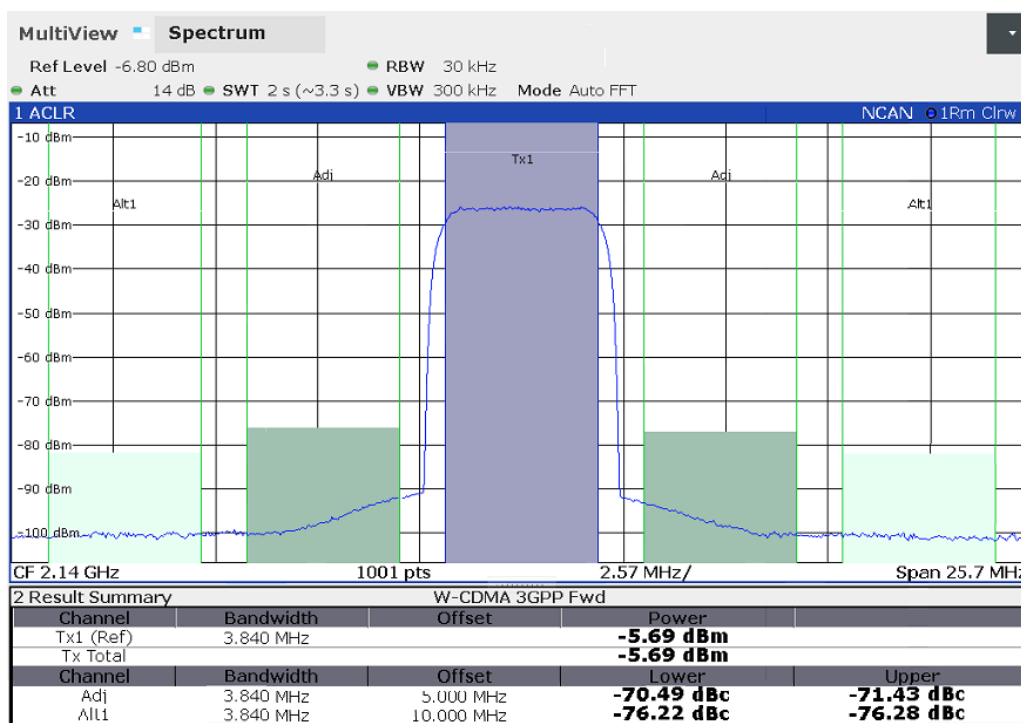 MultiView Spectrum
Ref Level -6.80 dBm RBW 30 kHz
Att 14 dB SWT 2 s (~3.3 s) VBW 300 kHz Mode Auto FFT
1 ACLR NCAN 1Rm Clrw
-10 dBm
Tx1
Adj Adj
-20 dBm
Alt1 Alt1
-30 dBm
-40 dBm
-50 dBm
-60 dBm
-70 dBm
-80 dBm
-90 dBm
-100 dBm
CF 2.14 GHz 1001 pts 2.57 MHz/ Span 25.7 MHz
2 Result Summary W-CDMA 3GPP Fwd
Channel Bandwidth Offset Power
Tx1 (Ref) 3.840 MHz -5.69 dBm
Tx Total -5.69 dBm
Channel Bandwidth Offset Lower Upper
Adj 3.840 MHz 5.000 MHz -70.49 dBc -71.43 dBc
Alt1 3.840 MHz 10.000 MHz -76.22 dBc -76.28 dBc